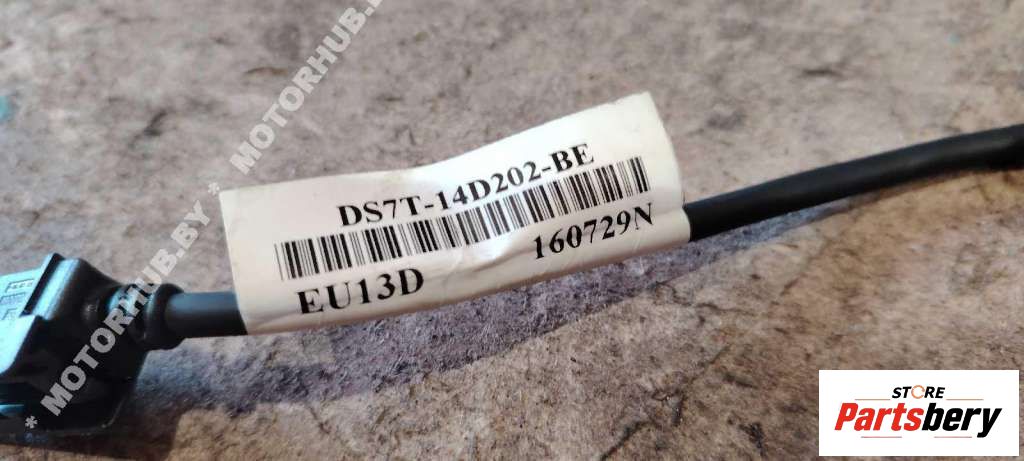 * MOTORHUB.BY * MOTORHUB.BY
DS7T-14D202-BE
EU13D 160729N
STORE
Partsbery